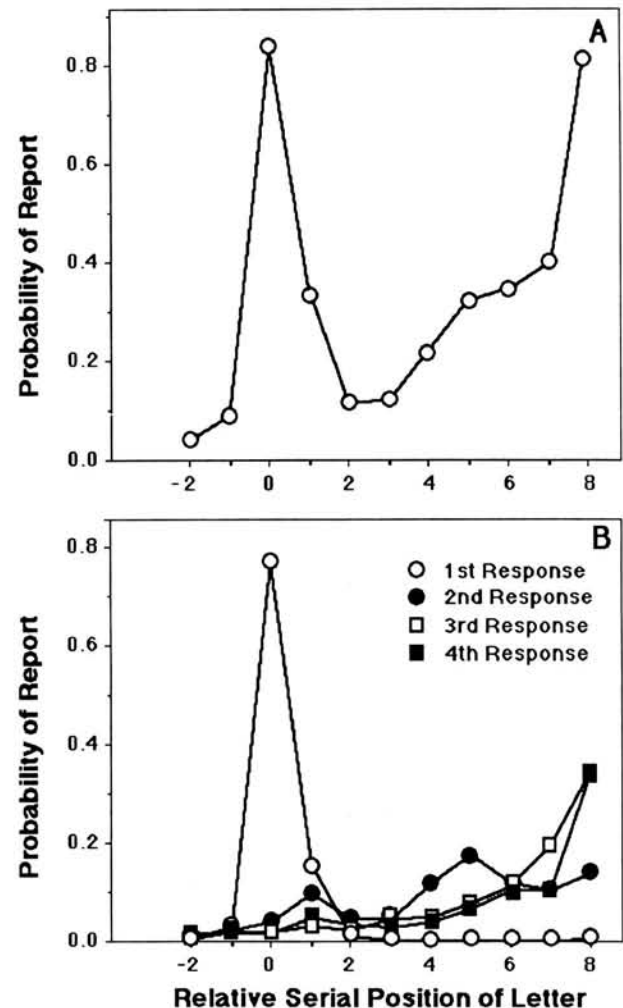 A
Probability of Report
0.8
0.6
0.4
0.2
0.0
-2 0 2 4 6 8
B
Probability of Report
0.8
0.6
0.4
0.2
0.0
1st Response
2nd Response
3rd Response
4th Response
-2 0 2 4 6 8
Relative Serial Position of Letter